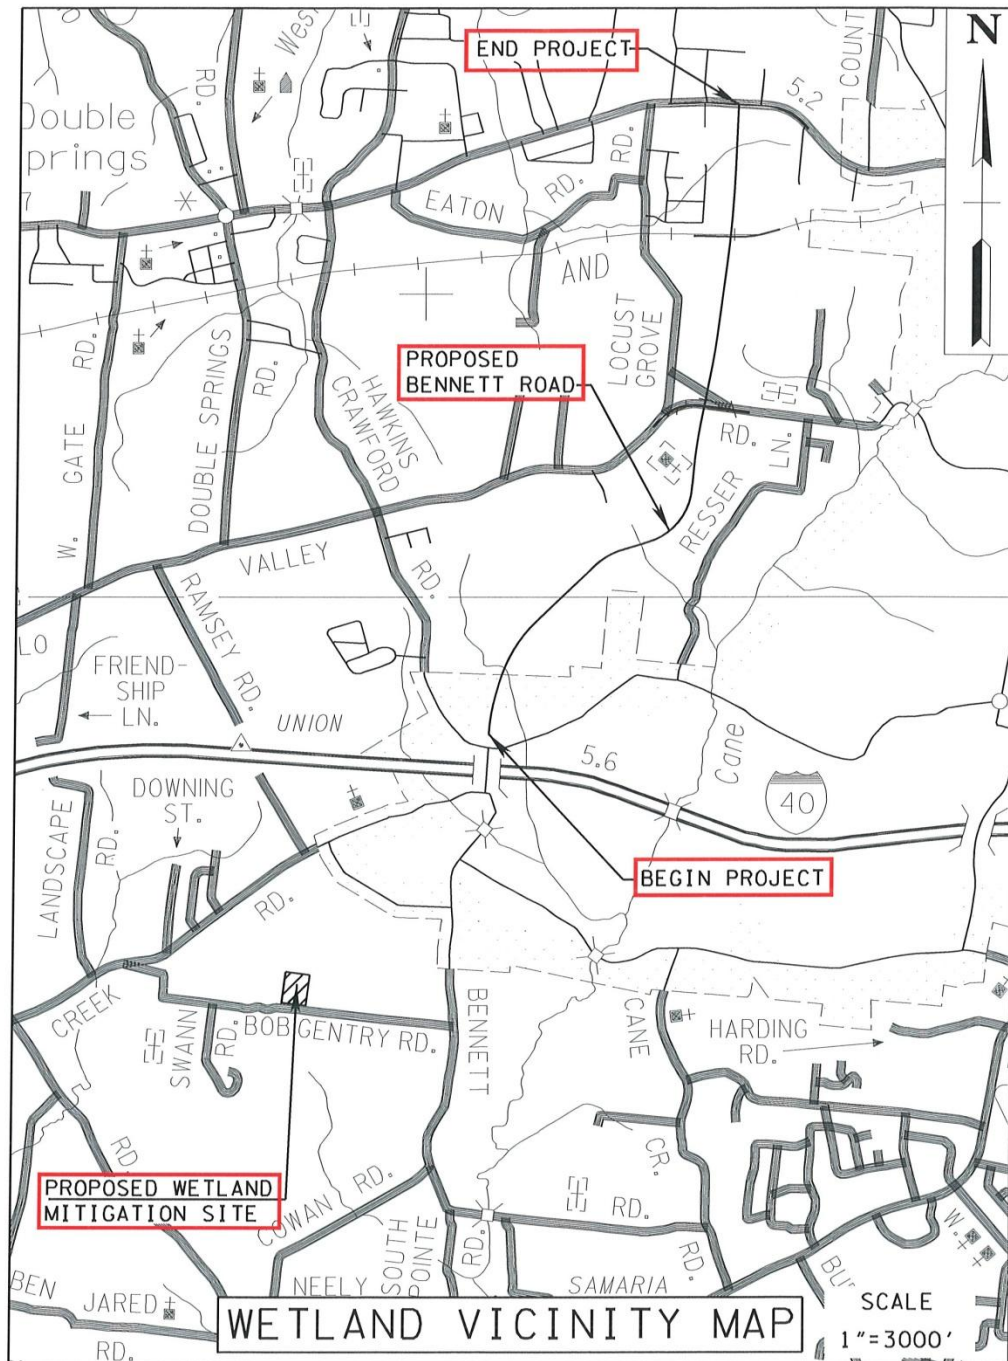 N
END PROJECT
5.2
COUNT
RD.
Double
prings
EATON
RD.
RD.
AND
LOCUST
GROVE
W. GATE RD.
DOUBLE SPRINGS
RD.
HAWKINS
CRAWFORD
RD.
PROPOSED
BENNETT ROAD
RD.
RESSER
LN.
VALLEY
RAMSEY RD.
LO
FRIEND-
SHIP
LN.
UNION
5.6
Cane
40
DOWNING
ST.
LANDSCAPE
RD.
RD.
BEGIN PROJECT
CREEK
SWANN
RD.
BOB GENTRY RD.
BENNETT
CANE
HARDING
RD.
CR.
RD.
PROPOSED WETLAND
MITIGATION SITE
RD.
COWAN RD.
SOUTH
POINTE
RD.
RD.
RD.
W.
BEN
JARED
RD.
NEELY
SAMARIA
WETLAND VICINITY MAP
SCALE
1"=3000'